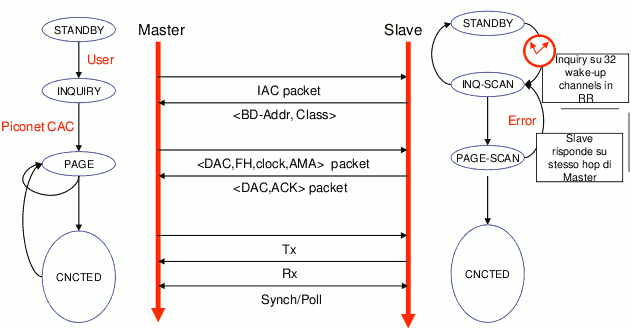 STANDBY
User
INQUIRY
Piconet CAC
PAGE
CNCTED
Master
Slave
IAC packet
<BD-Addr, Class>
<DAC,FH,clock,AMA> packet
<DAC,ACK> packet
Tx
Rx
Synch/Poll
STANDBY
Inquiry su 32
wake-up
channels in
RR
INQ-SCAN
Error
Slave
risponde su
stesso hop di
Master
PAGE-SCAN
CNCTED